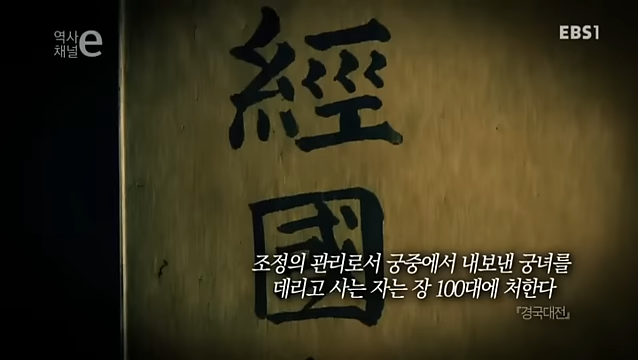 역사
채널
e
EBS1
經
國
조정의 관리로서 궁중에서 내보낸 궁녀를
데리고 사는 자는 장 100대에 처한다
『경국대전』